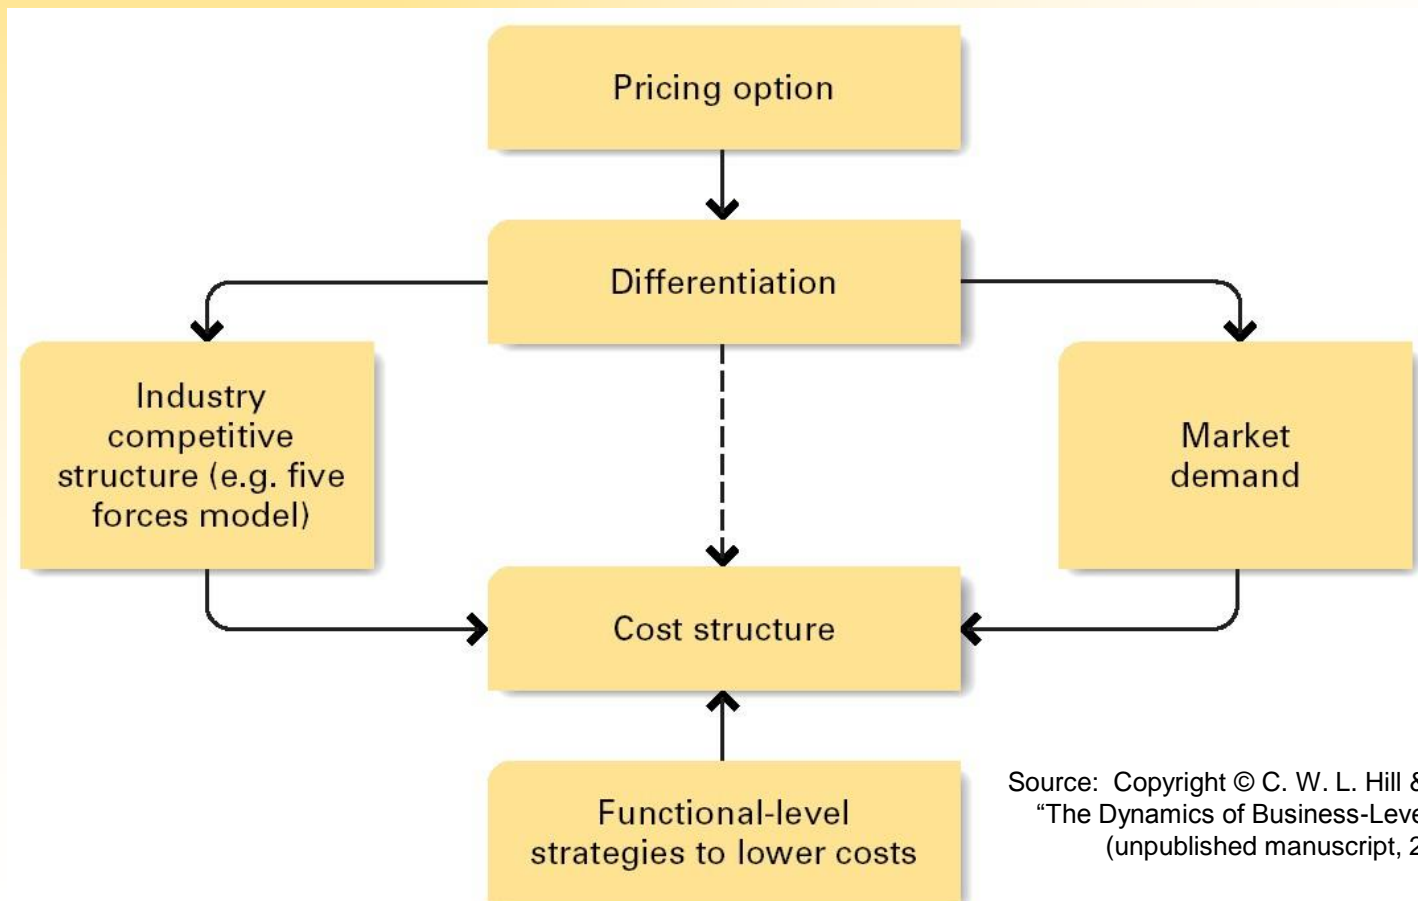 Pricing option
Differentiation
Industry
competitive
structure (e.g. five
forces model)
Market
demand
Cost structure
Functional-level
strategies to lower costs
Source: Copyright © C. W. L. Hill &
“The Dynamics of Business-Leve
(unpublished manuscript, 2